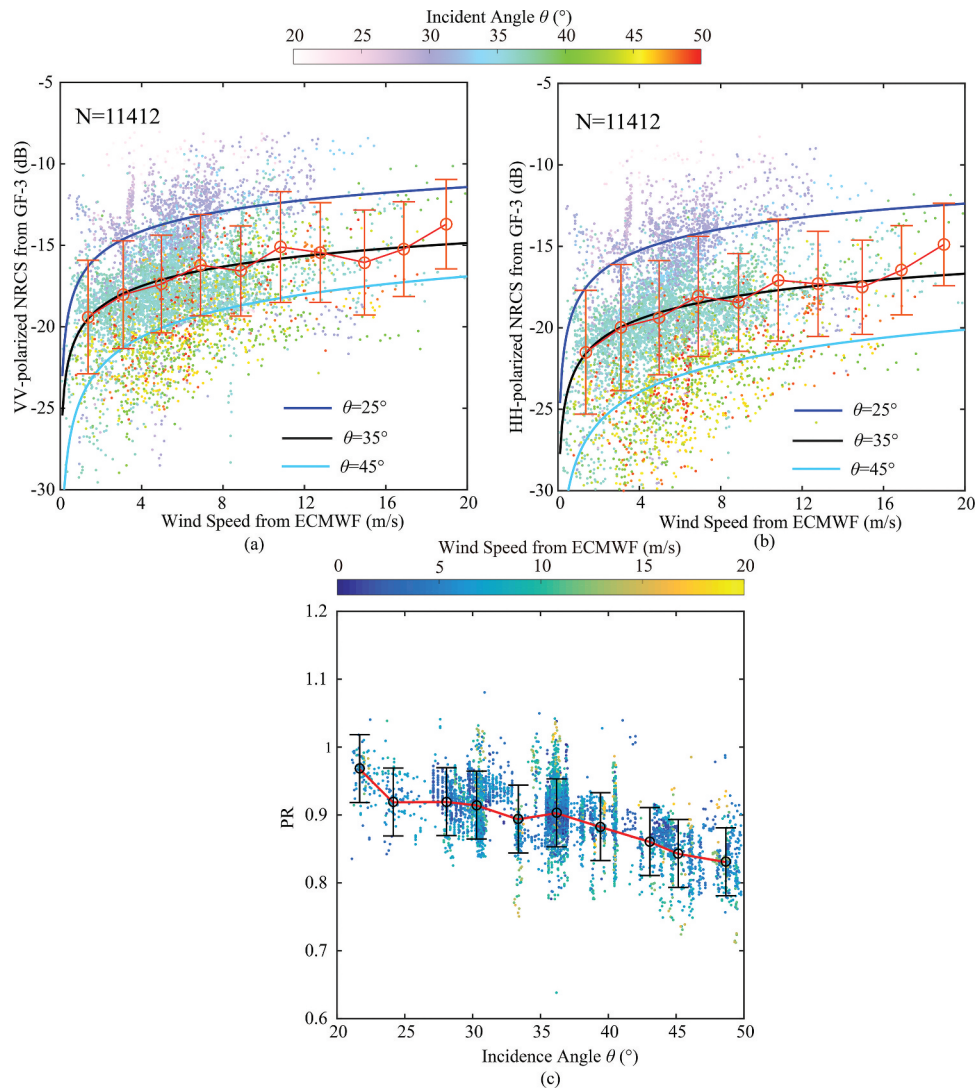 Incident Angle θ (°)
20 25 30 35 40 45 50
-5
-10
-15
-20
-25
-30
VV-polarized NRCS from GF-3 (dB)
N=11412
θ=25°
θ=35°
θ=45°
0 4 8 12 16 20
Wind Speed from ECMWF (m/s)
(a)
-5
-10
-15
-20
-25
-30
HH-polarized NRCS from GF-3 (dB)
N=11412
θ=25°
θ=35°
θ=45°
0 4 8 12 16 20
Wind Speed from ECMWF (m/s)
(b)
Wind Speed from ECMWF (m/s)
0 5 10 15 20
1.2
1.1
1
0.9
0.8
0.7
0.6
PR
20 25 30 35 40 45 50
Incidence Angle θ (°)
(c)